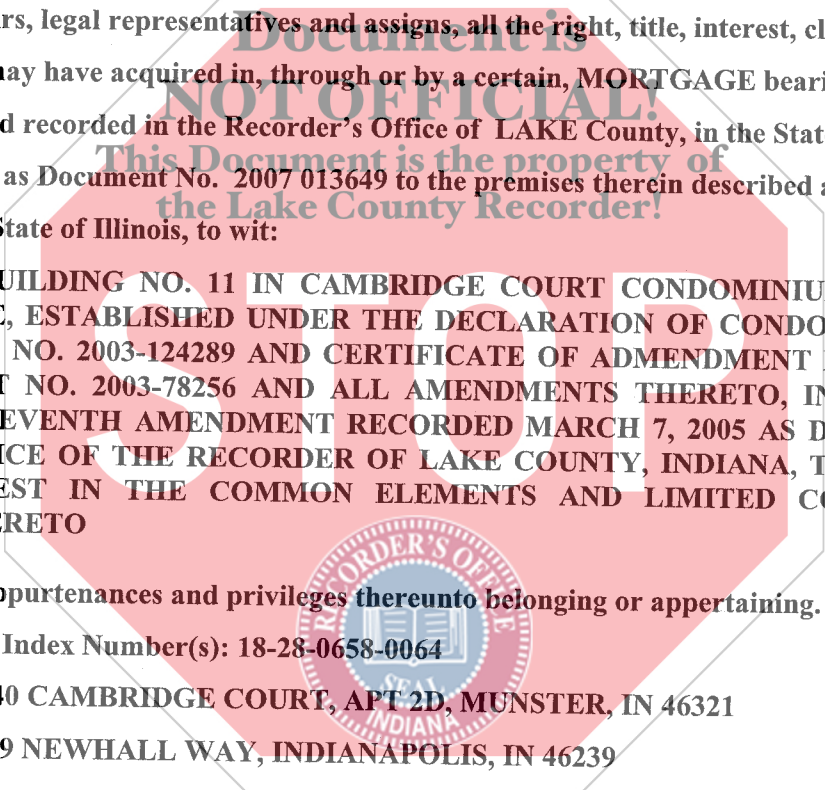 rs, legal representatives and assigns, all the right, title, interest, cl
Document is
may have acquired in, through or by a certain, MORTGAGE beari
NOT OFFICIAL!
d recorded in the Recorder's Office of LAKE County, in the Stat
This Document is the property of
as Document No. 2007 013649 to the premises therein described a
the Lake County Recorder!
State of Illinois, to wit:
UILDING NO. 11 IN CAMBRIDGE COURT CONDOMINIU
E, ESTABLISHED UNDER THE DECLARATION OF CONDO
NO. 2003-124289 AND CERTIFICATE OF ADMENDMENT
T NO. 2003-78256 AND ALL AMENDMENTS THERETO, IN
EVENTH AMENDMENT RECORDED MARCH 7, 2005 AS D
ICE OF THE RECORDER OF LAKE COUNTY, INDIANA, T
EST IN THE COMMON ELEMENTS AND LIMITED CO
ERETO
STOP
ppurtenances and privileges thereunto belonging or appertaining.
Index Number(s): 18-28-0658-0064
40 CAMBRIDGE COURT, APT 2D, MUNSTER, IN 46321
9 NEWHALL WAY, INDIANAPOLIS, IN 46239
RECORDER'S OFFICE
SEAL
INDIANA